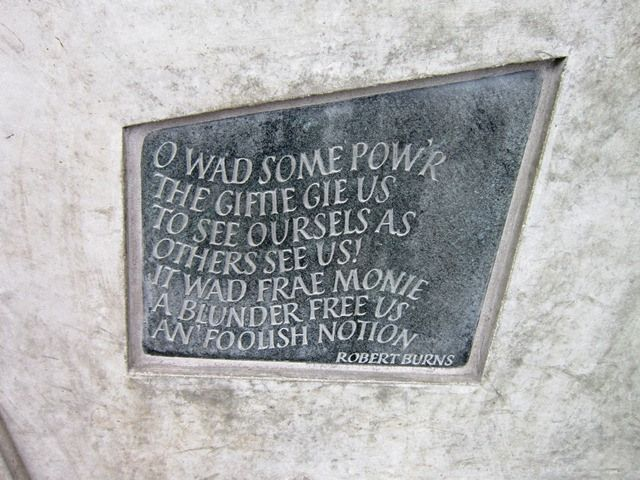 O WAD SOME POW'R
THE GIFTIE GIE US
TO SEE OURSELS AS
OTHERS SEE US!
IT WAD FRAE MONIE
A BLUNDER FREE US
AN' FOOLISH NOTION
ROBERT BURNS